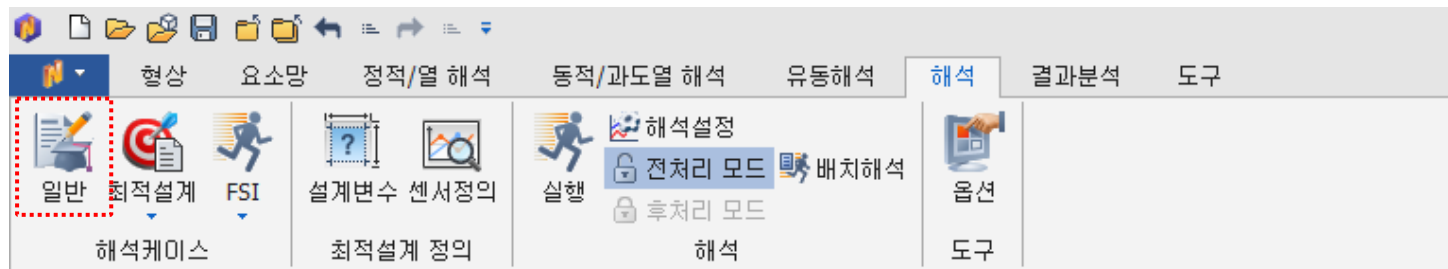 형상 요소망 정적/열 해석 동적/과도열 해석 유동해석 해석 결과분석 도구
일반 최적설계 FSI
해석케이스
설계변수 센서정의
최적설계 정의
실행
해석설정
전처리 모드
후처리 모드
배치해석
해석
옵션
도구